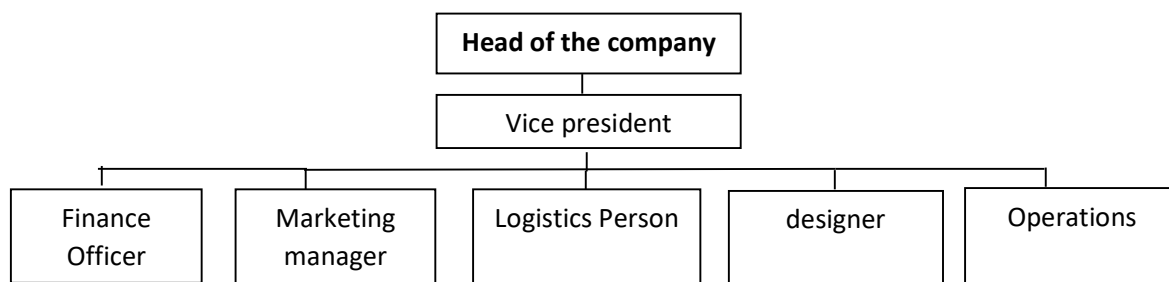 Head of the company
Vice president
Finance
Officer
Marketing
manager
Logistics Person
designer
Operations